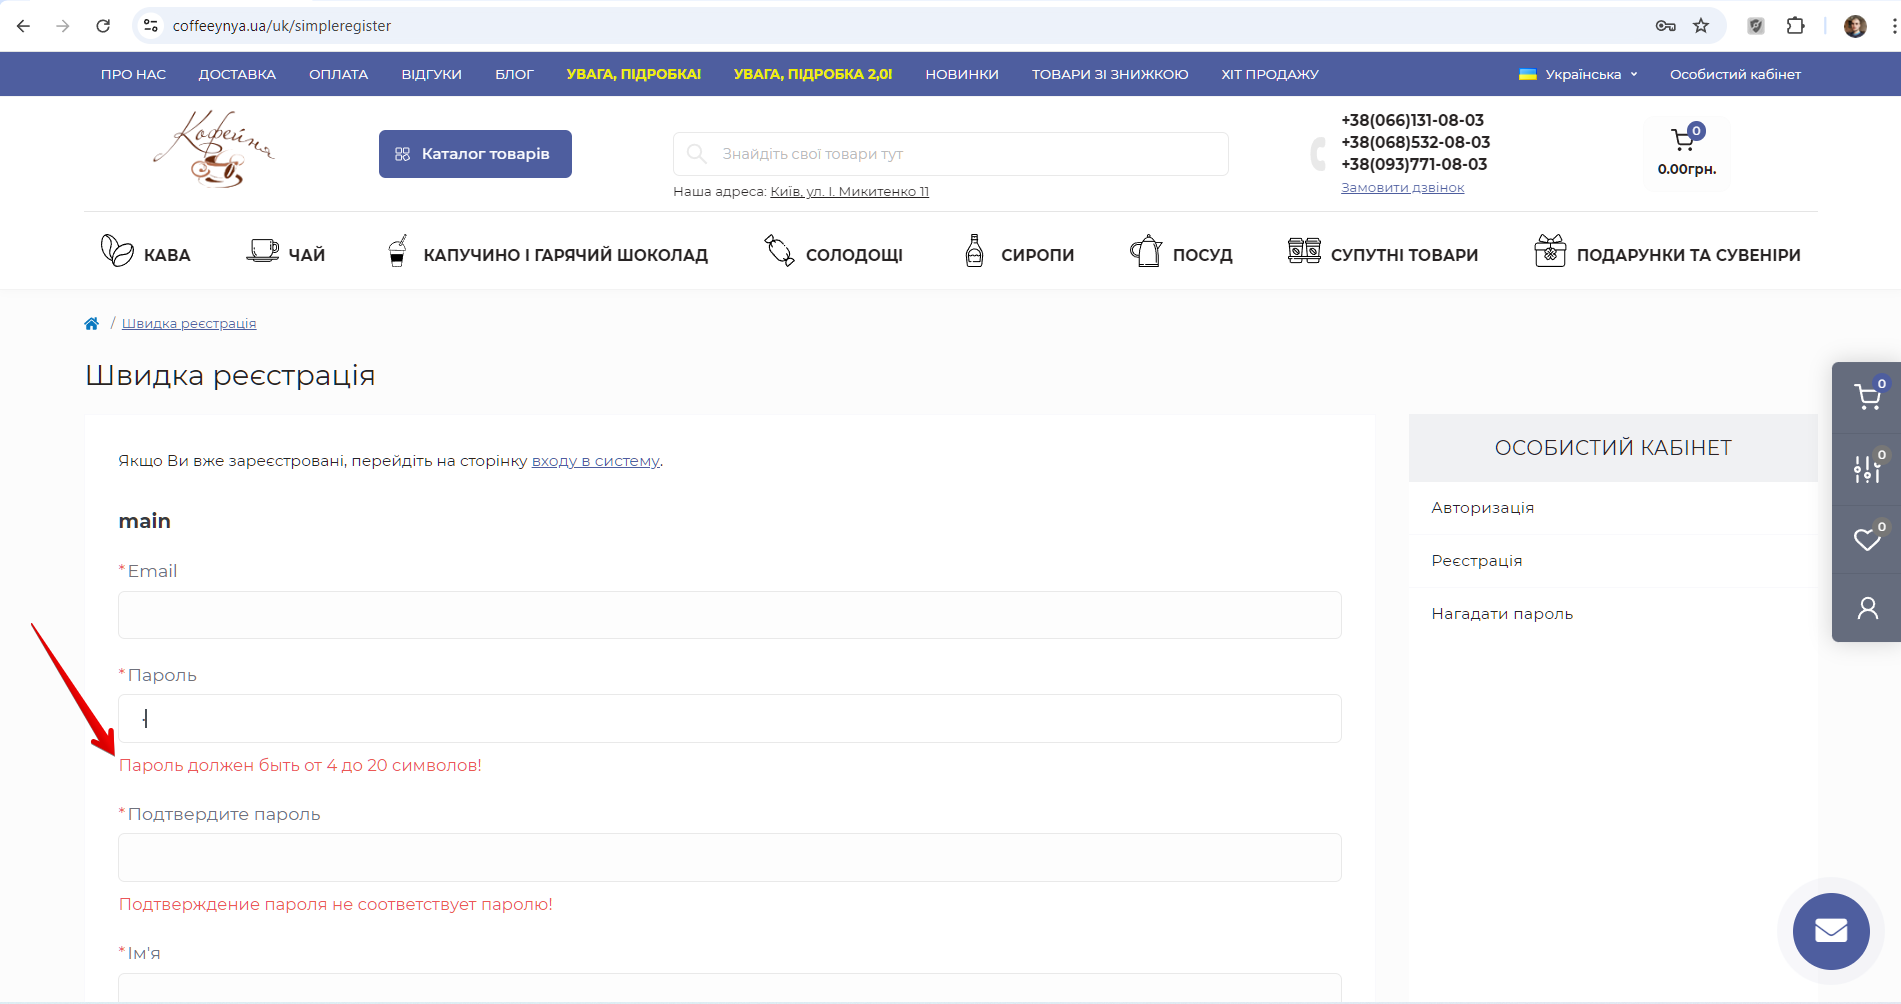 coffeeynya.ua/uk/simpleregister
ПРО НАС ДОСТАВКА ОПЛАТА ВІДГУКИ БЛОГ УВАГА, ПІДРОБКА! УВАГА, ПІДРОБКА 2,0! НОВИНКИ ТОВАРИ ЗІ ЗНИЖКОЮ ХІТ ПРОДАЖУ Українська Особистий кабінет
Кофейня
Каталог товарів
Знайдіть свої товари тут
Наша адреса: Київ, ул. І. Микитенко 11
+38(066)131-08-03
+38(068)532-08-03
+38(093)771-08-03
Замовити дзвінок
0
0.00грн.
КАВА ЧАЙ КАПУЧИНО І ГАРЯЧИЙ ШОКОЛАД СОЛОДОЩІ СИРОПИ ПОСУД СУПУТНІ ТОВАРИ ПОДАРУНКИ ТА СУВЕНІРИ
/ Швидка реєстрація
Швидка реєстрація
Якщо Ви вже зареєстровані, перейдіть на сторінку входу в систему.
main
*Email
*Пароль
Пароль должен быть от 4 до 20 символов!
*Подтвердите пароль
Подтверждение пароля не соответствует паролю!
*Ім'я
ОСОБИСТИЙ КАБІНЕТ
Авторизація
Реєстрація
Нагадати пароль
0
0
0